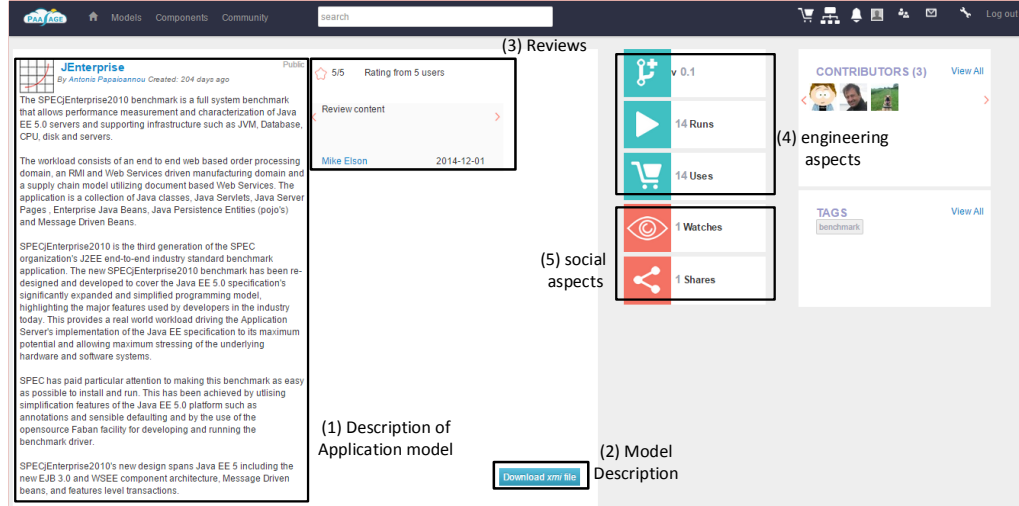 PAASAGE
Models Components Community
search
Log out
(3) Reviews
JEnterprise
Public
By Antonis Papaioannou Created: 204 days ago
The SPECjEnterprise2010 benchmark is a full system benchmark
that allows performance measurement and characterization of Java
EE 5.0 servers and supporting infrastructure such as JVM, Database,
CPU, disk and servers.
The workload consists of an end to end web based order processing
domain, an RMI and Web Services driven manufacturing domain and
a supply chain model utilizing document based Web Services. The
application is a collection of Java classes, Java Servlets, Java Server
Pages , Enterprise Java Beans, Java Persistence Entities (pojo's)
and Message Driven Beans.
SPECjEnterprise2010 is the third generation of the SPEC
organization's J2EE end-to-end industry standard benchmark
application. The new SPECjEnterprise2010 benchmark has been re-
designed and developed to cover the Java EE 5.0 specification's
significantly expanded and simplified programming model,
highlighting the major features used by developers in the industry
today. This provides a real world workload driving the Application
Server's implementation of the Java EE specification to its maximum
potential and allowing maximum stressing of the underlying
hardware and software systems.
SPEC has paid particular attention to making this benchmark as easy
as possible to install and run. This has been achieved by utlising
simplification features of the Java EE 5.0 platform such as
annotations and sensible defaulting and by the use of the
opensource Faban facility for developing and running the
benchmark driver.
SPECjEnterprise2010's new design spans Java EE 5 including the
new EJB 3.0 and WSEE component architecture, Message Driven
beans, and features level transactions.
5/5 Rating from 5 users
Review content
Mike Elson 2014-12-01
(1) Description of
Application model
(2) Model
Description
Download xmi file
v 0.1
14 Runs
14 Uses
(4) engineering
aspects
1 Watches
1 Shares
(5) social
aspects
CONTRIBUTORS (3) View All
TAGS View All
benchmark